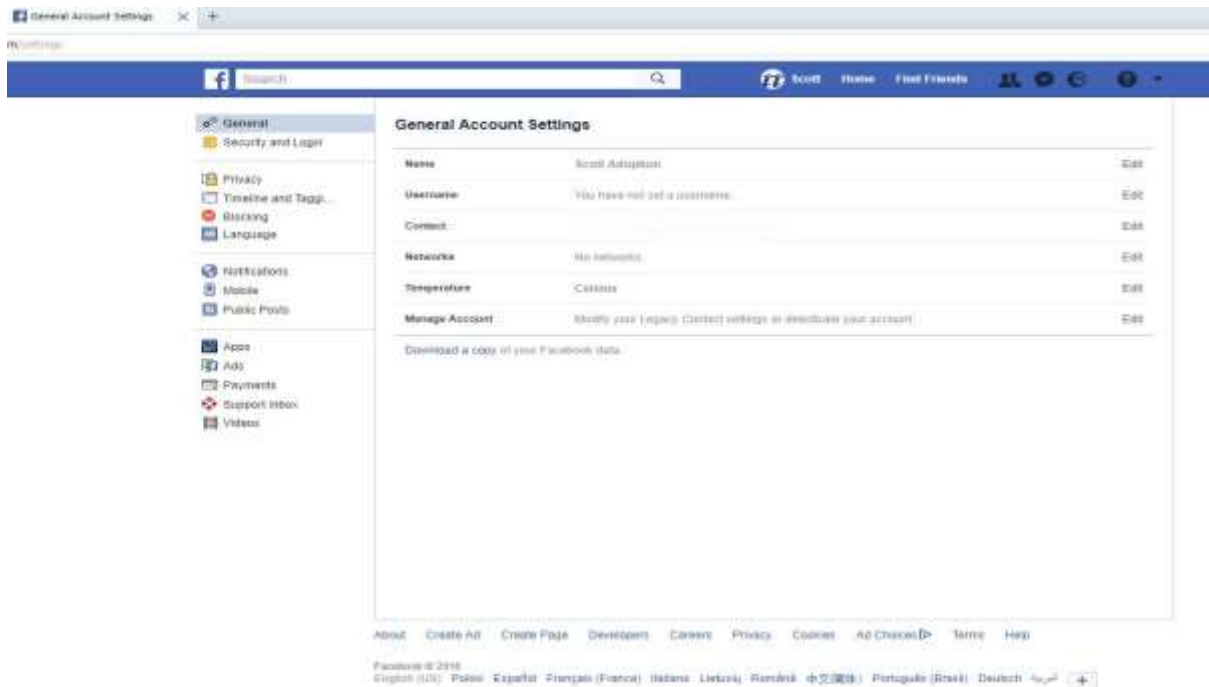 General Account Settings
/settings
Search
Scott Home Find Friends
General
Security and Login
Privacy
Timeline and Taggi...
Blocking
Language
Notifications
Mobile
Public Posts
Apps
Ads
Payments
Support Inbox
Videos
General Account Settings
Name Scott Adoption Edit
Username You have not set a username. Edit
Contact Edit
Networks No networks. Edit
Temperature Celsius Edit
Manage Account Modify your Legacy Contact settings or deactivate your account Edit
Download a copy of your Facebook data.
About Create Ad Create Page Developers Careers Privacy Cookies Ad Choices Terms Help
Facebook ©
English (US) Polski Español Français (France) Italiano Lietuvių Română 中文(简体) Português (Brasil) Deutsch العربية